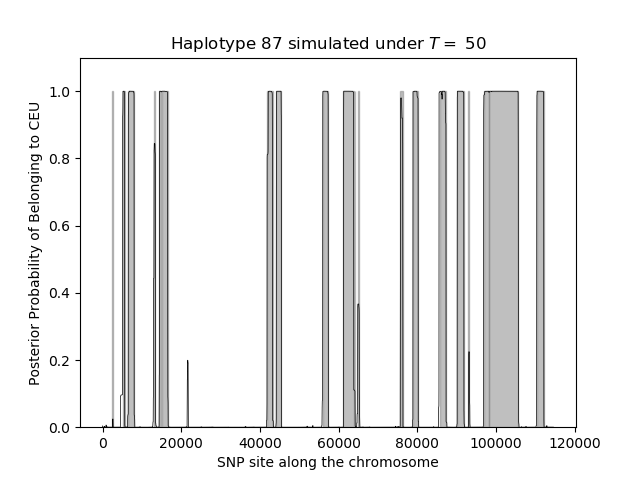 Haplotype 87 simulated under T = 50
Posterior Probability of Belonging to CEU
1.0
0.8
0.6
0.4
0.2
0.0
0 20000 40000 60000 80000 100000 120000
SNP site along the chromosome